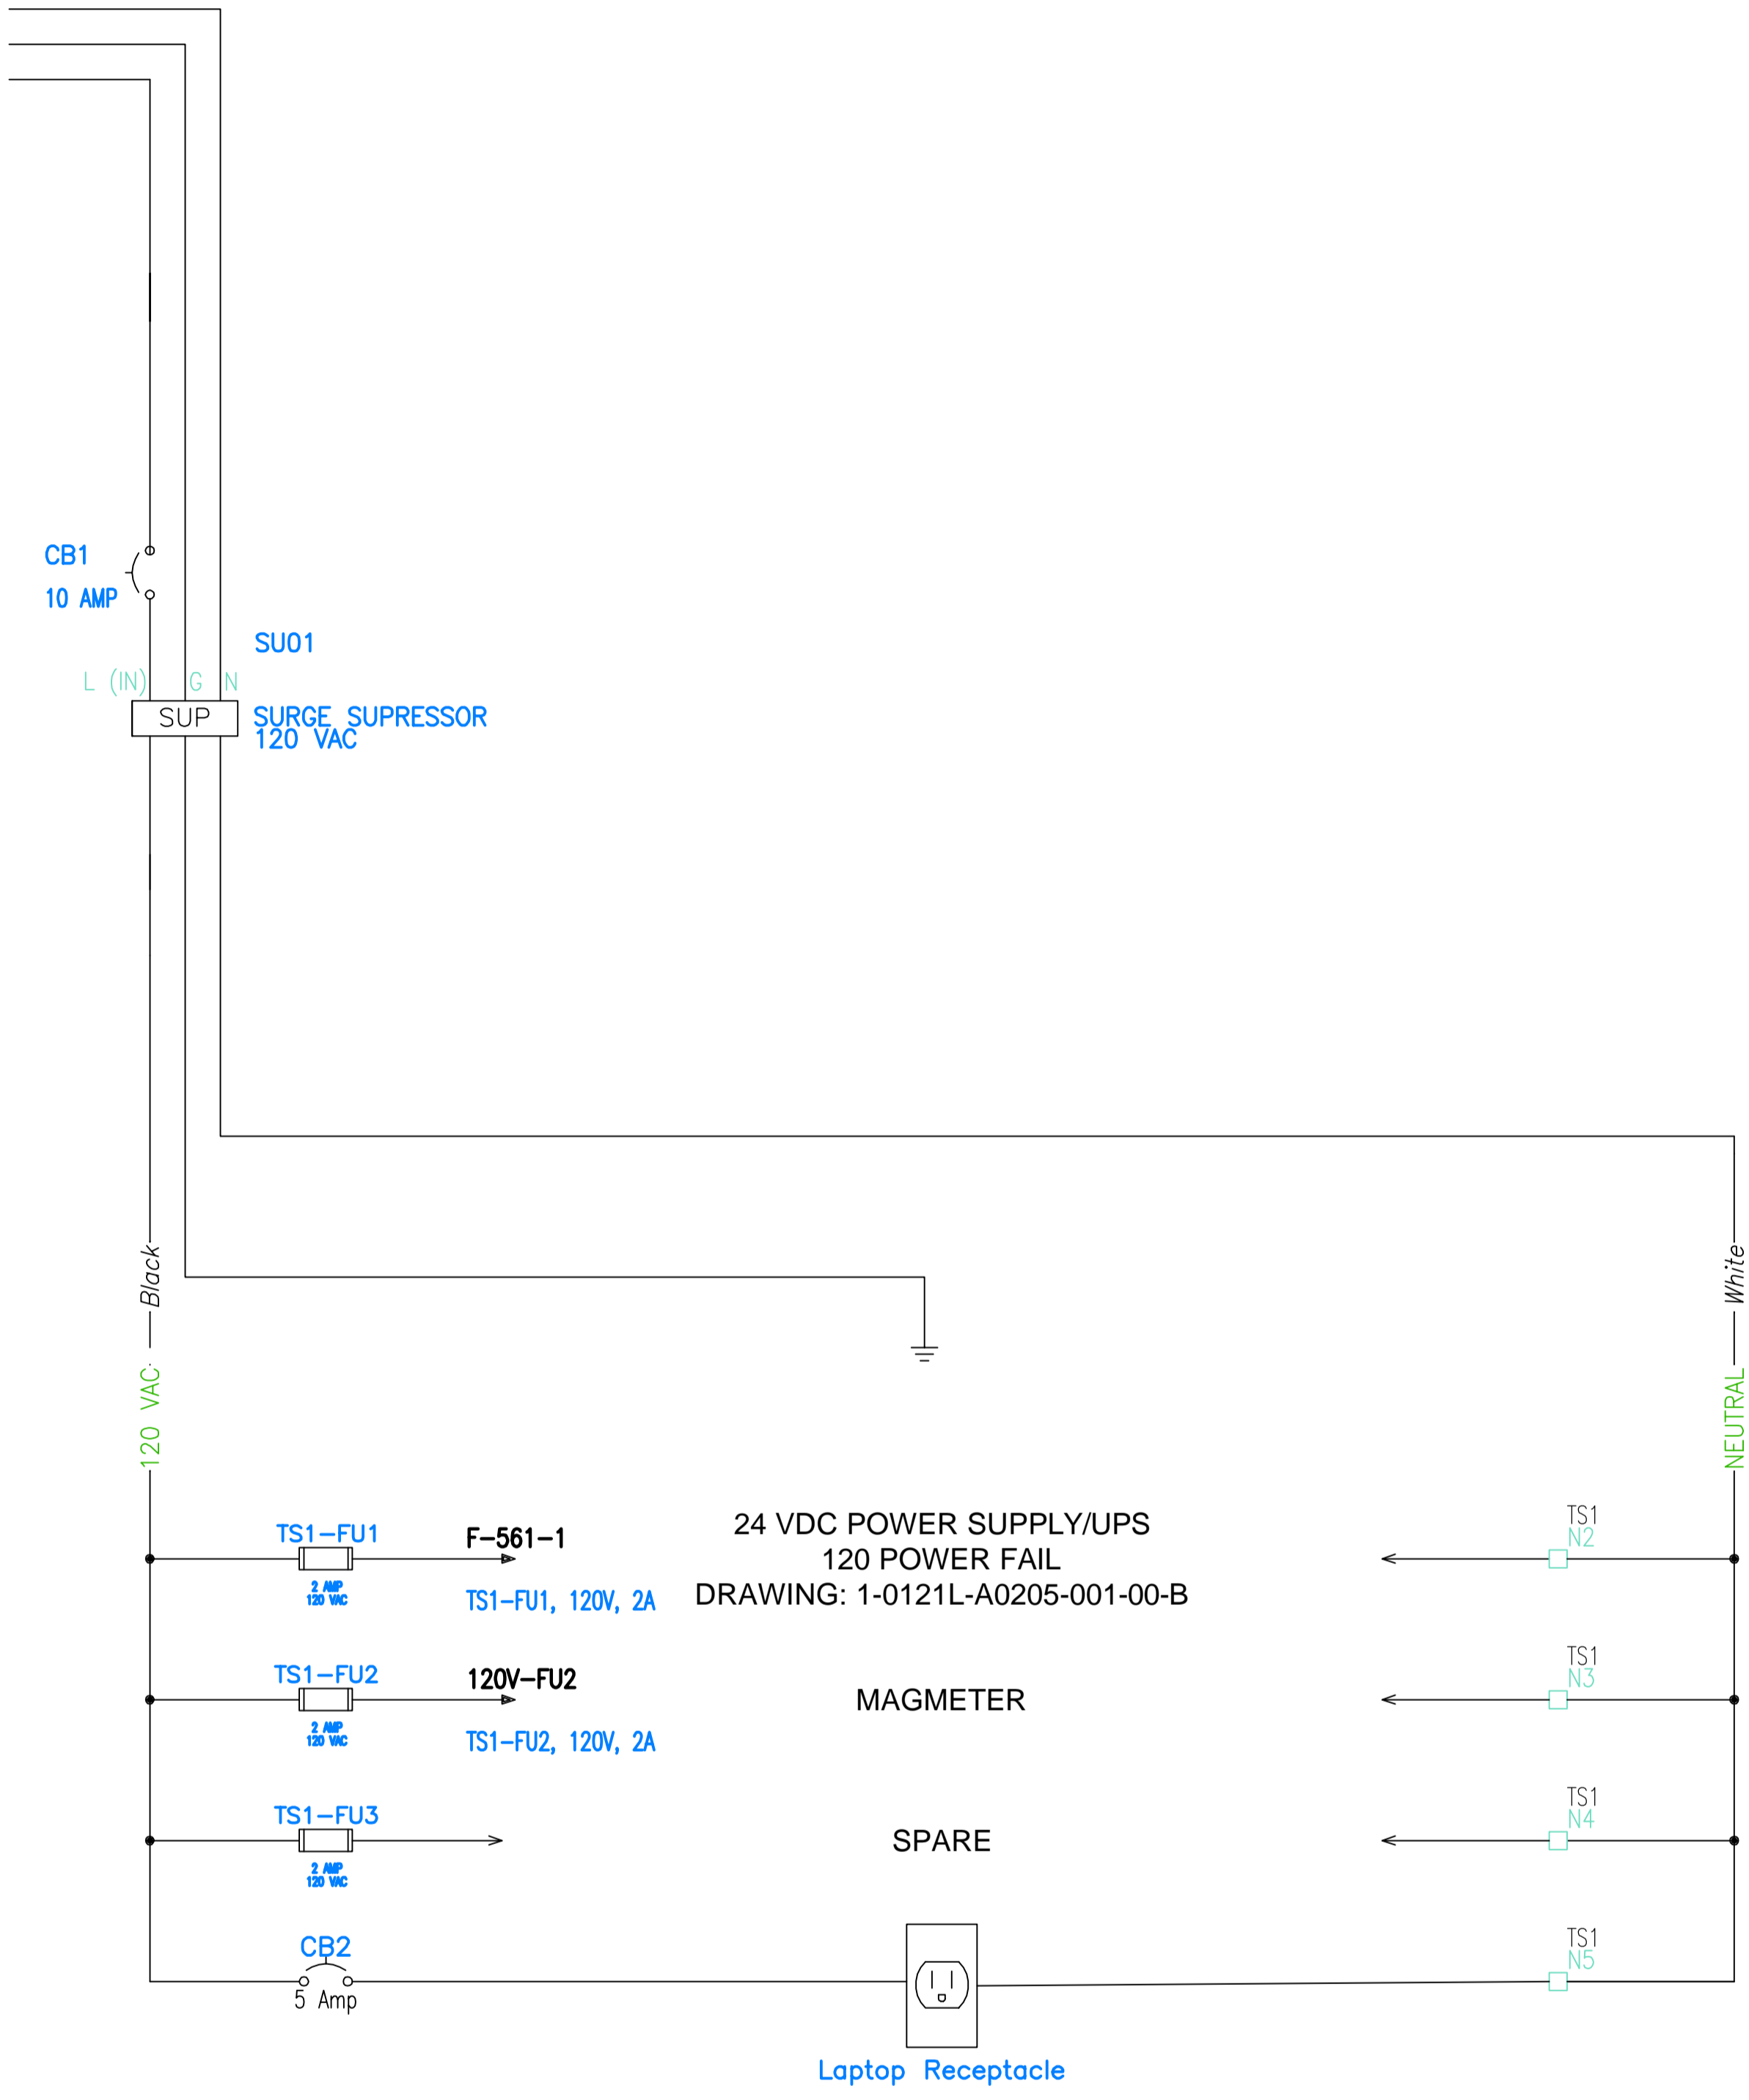 CB1
10 AMP
SU01
L (IN) G N
SUP
SURGE SUPRESSOR
120 VAC
Black
White
120 VAC
NEUTRAL
TS1-FU1
2 AMP
120 VAC
F-561-1
TS1-FU1, 120V, 2A
24 VDC POWER SUPPLY/UPS
120 POWER FAIL
DRAWING: 1-0121L-A0205-001-00-B
TS1
N2
TS1-FU2
2 AMP
120 VAC
120V-FU2
TS1-FU2, 120V, 2A
MAGMETER
TS1
N3
TS1-FU3
2 AMP
120 VAC
SPARE
TS1
N4
CB2
5 Amp
TS1
N5
Laptop Receptacle